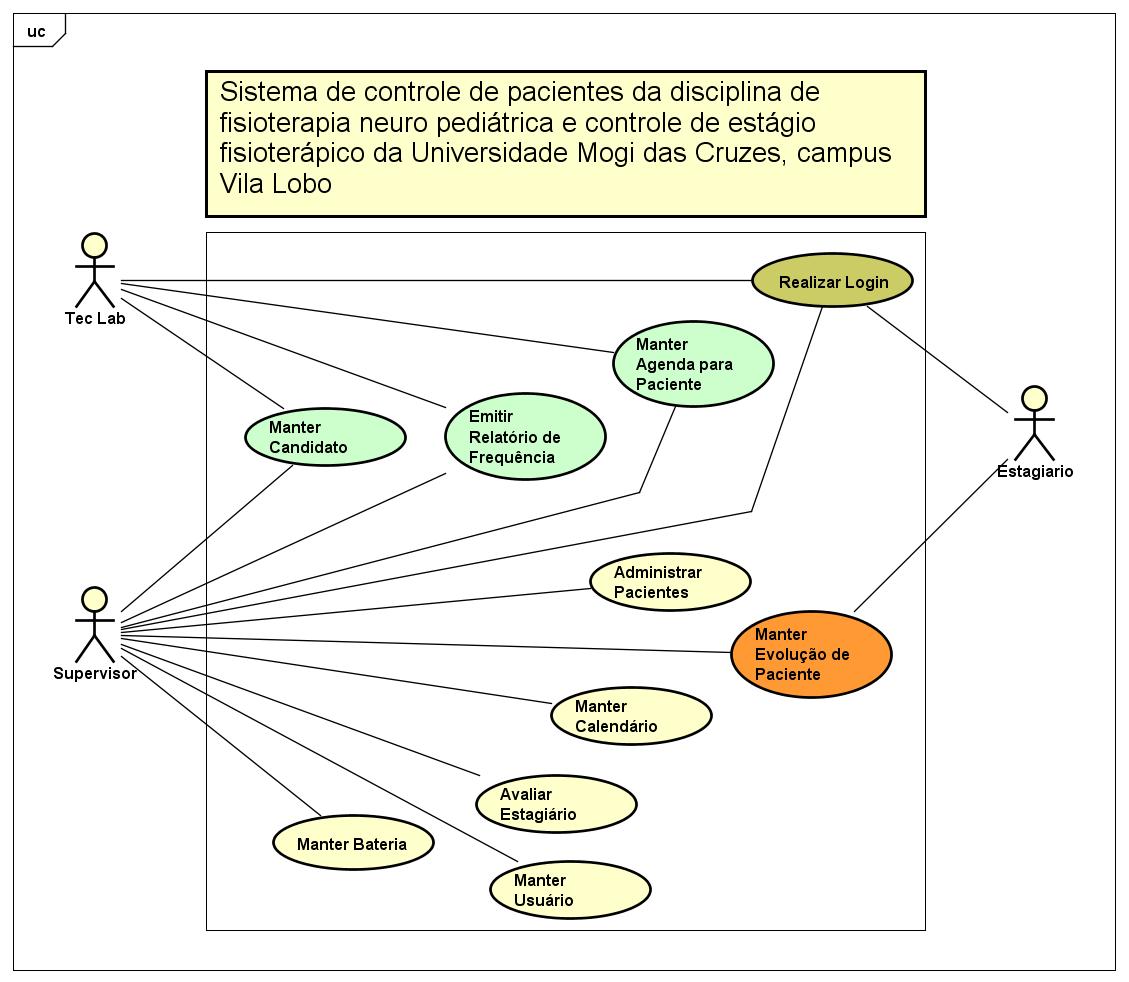 uc
Sistema de controle de pacientes da disciplina de
fisioterapia neuro pediátrica e controle de estágio
fisioterápico da Universidade Mogi das Cruzes, campus
Vila Lobo
Tec Lab
Realizar Login
Manter
Agenda para
Paciente
Manter
Candidato
Emitir
Relatório de
Frequência
Estagiario
Supervisor
Administrar
Pacientes
Manter
Evolução de
Paciente
Manter
Calendário
Avaliar
Estagiário
Manter Bateria
Manter
Usuário